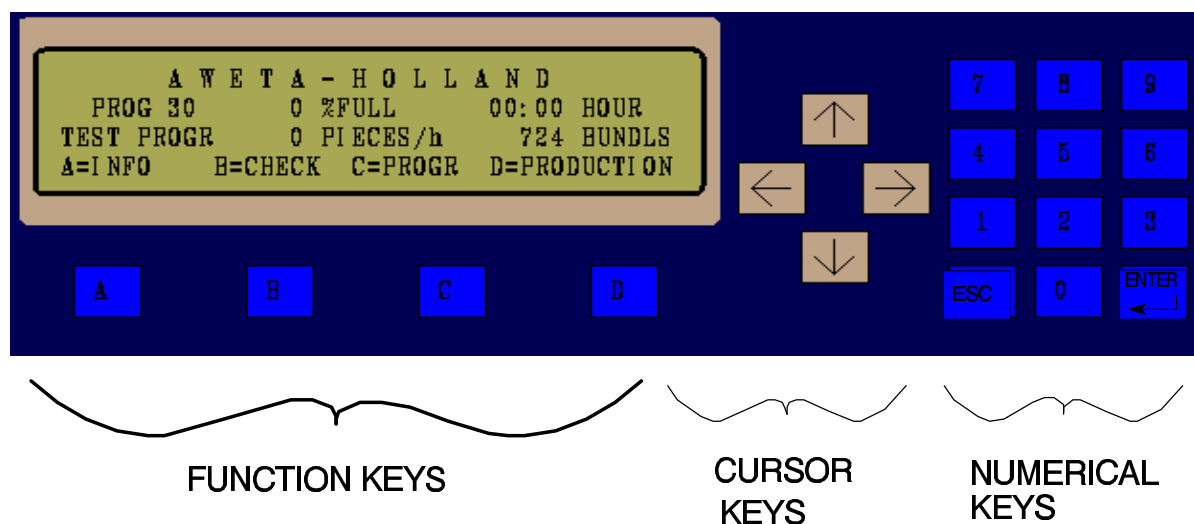 A W E T A - H O L L A N D
PROG 30 0 %FULL 00:00 HOUR
TEST PROGR 0 PIECES/h 724 BUNDLS
A=INFO B=CHECK C=PROGR D=PRODUCTION
A B C D
7 8 9
4 5 6
1 2 3
ESC 0 ENTER
FUNCTION KEYS
CURSOR
KEYS
NUMERICAL
KEYS